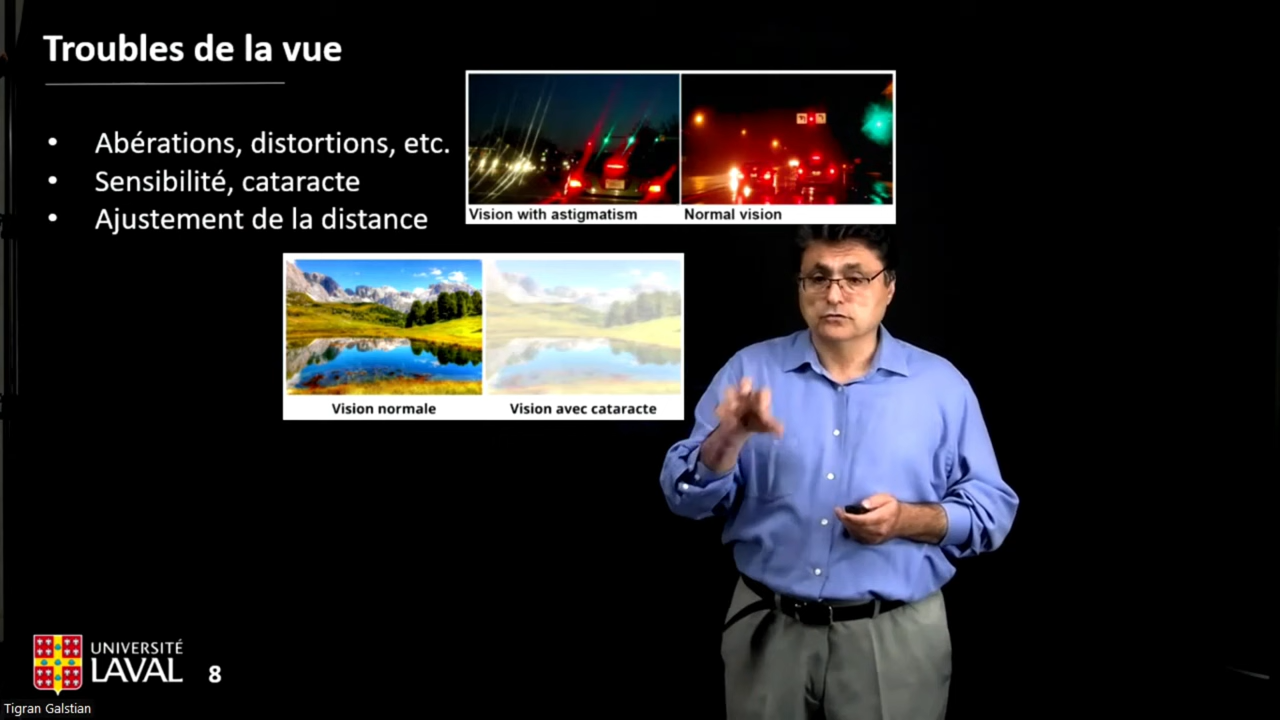 Troubles de la vue
• Abérations, distortions, etc.
• Sensibilité, cataracte
• Ajustement de la distance
Vision with astigmatism
Normal vision
Vision normale
Vision avec cataracte
UNIVERSITÉ
LAVAL
8
Tigran Galstian